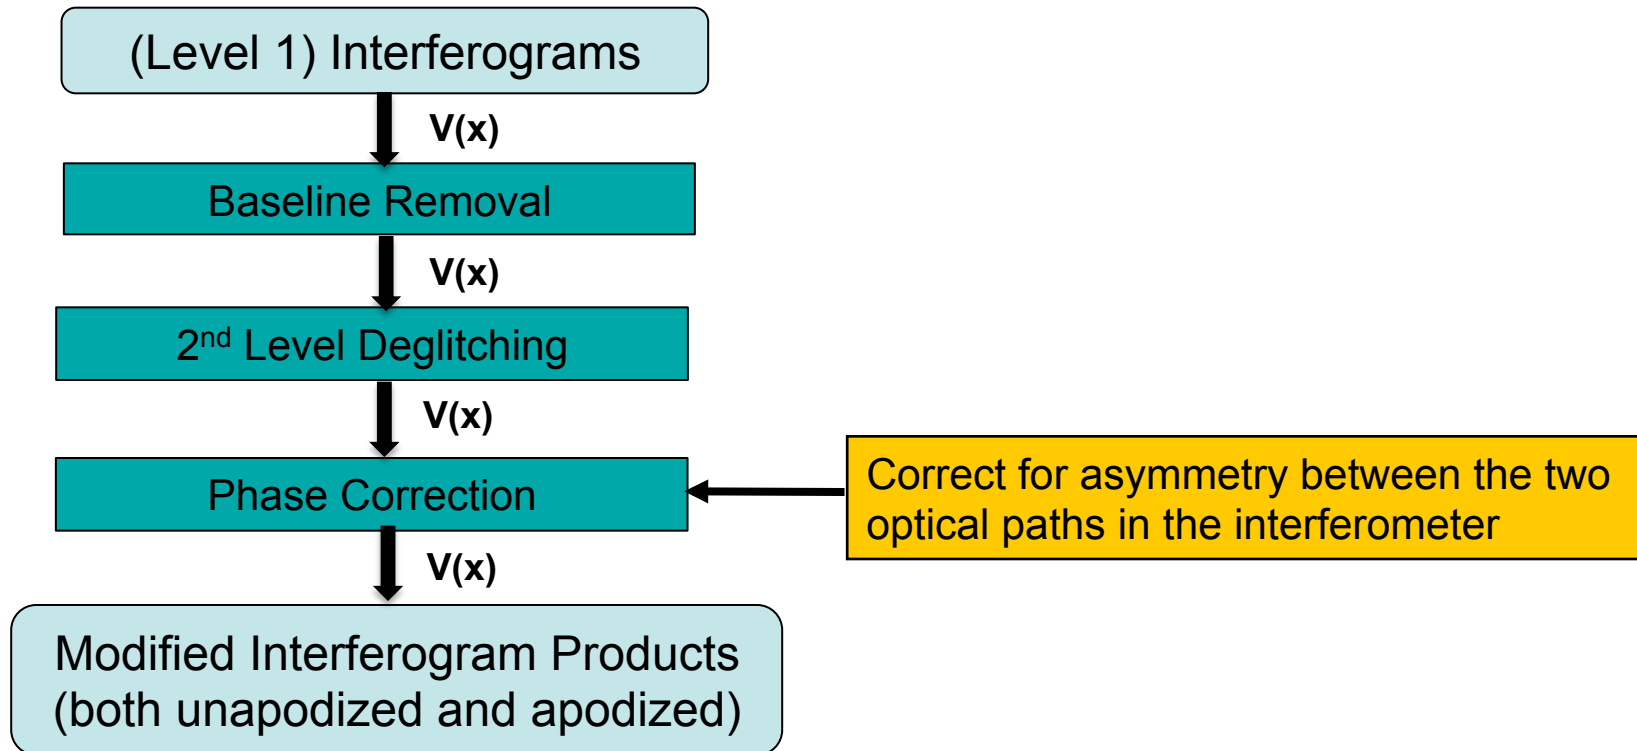 (Level 1) Interferograms
V(x)
Baseline Removal
V(x)
2nd Level Deglitching
V(x)
Phase Correction
Correct for asymmetry between the two
optical paths in the interferometer
V(x)
Modified Interferogram Products
(both unapodized and apodized)